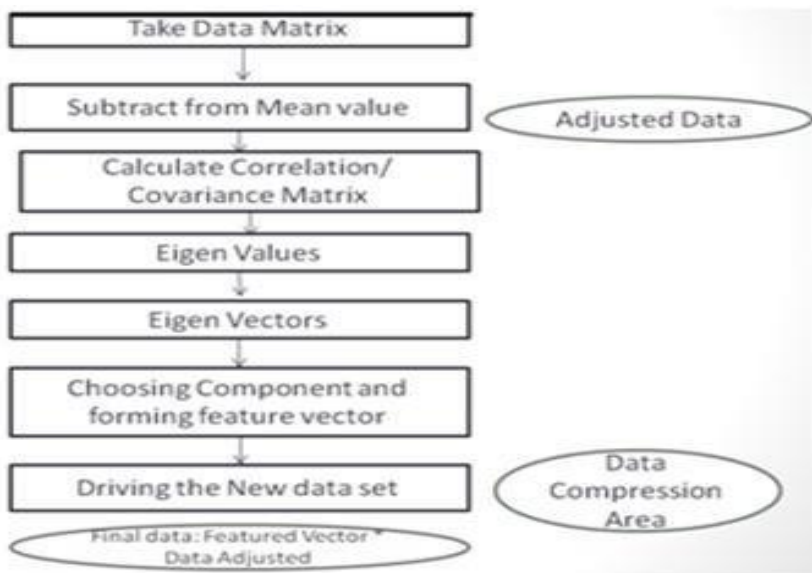 Take Data Matrix
Subtract from Mean value
Adjusted Data
Calculate Correlation/
Covariance Matrix
Eigen Values
Eigen Vectors
Choosing Component and
forming feature vector
Driving the New data set
Data
Compression
Area
Final data: Featured Vector *
Data Adjusted